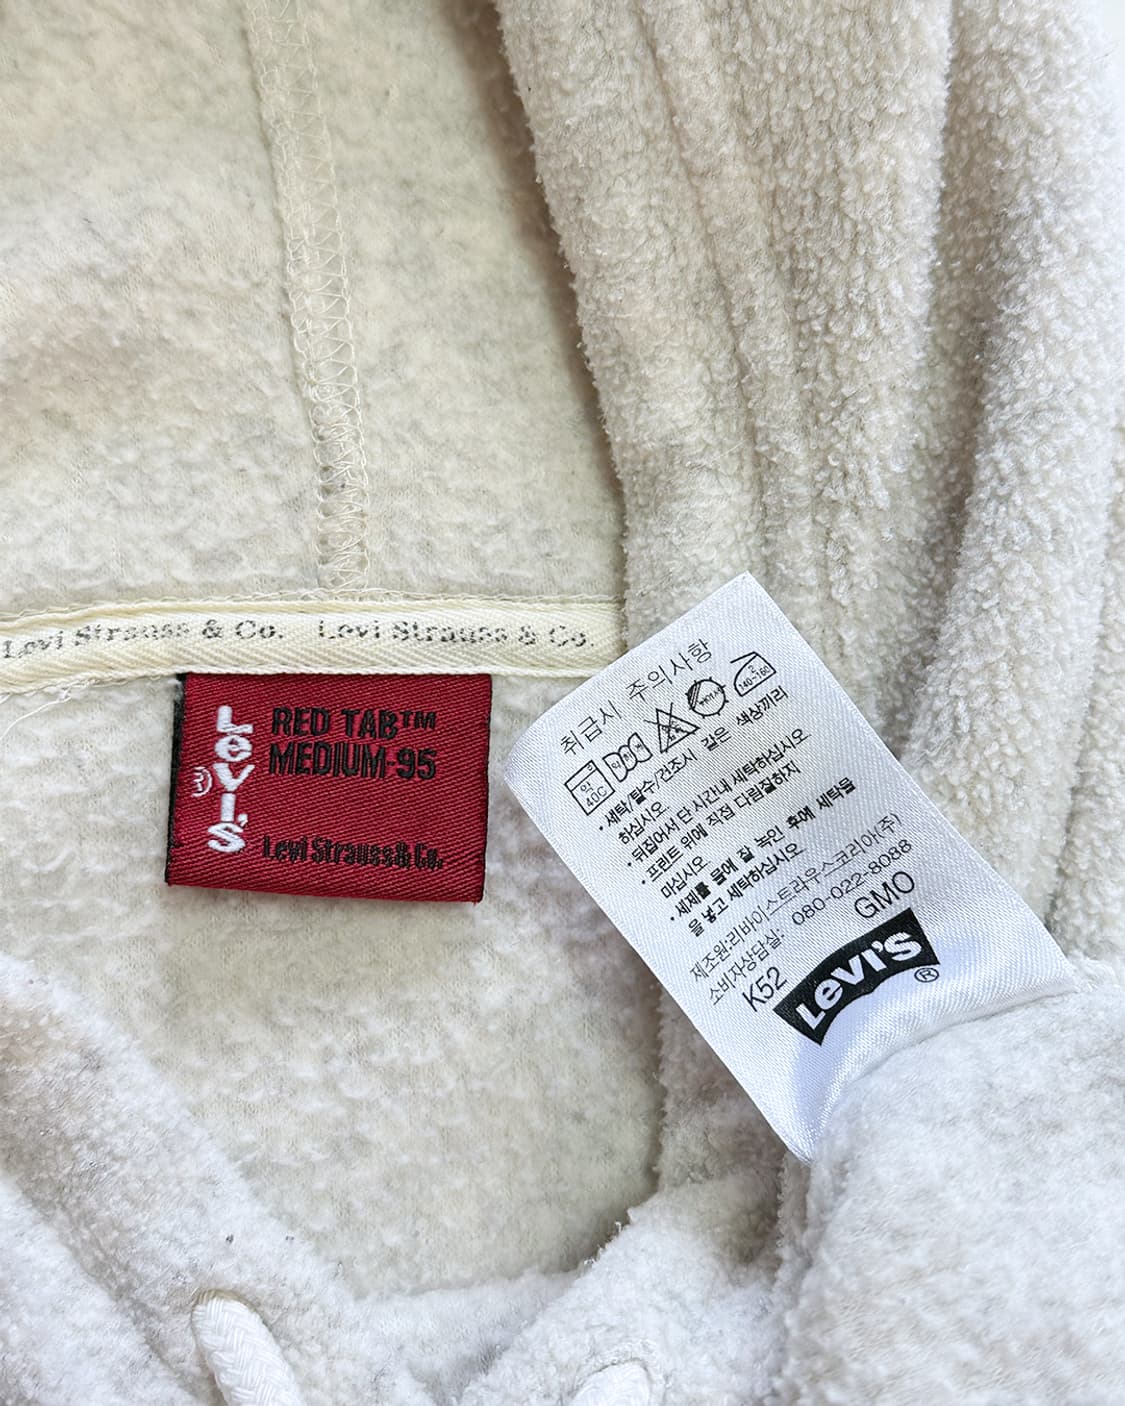 Levi Strauss & Co. Levi Strauss & Co.
Levi's
RED TAB™
MEDIUM-95
Levi Strauss & Co.
취급시 주의사항
약
40C
2
140-160
• 세탁/탈수/건조시 같은 색상끼리
하십시오.
• 뒤집어서 단 시간내 세탁하십시오
• 프린트 위에 직접 다림질하지
마십시오
• 세제를 물에 잘 녹인 후에 세탁물
을 넣고 세탁하십시오
제조원:리바이스트라우스코리아(주)
소비자상담실: 080-022-8088
K52 GMO
LEVI'S
®